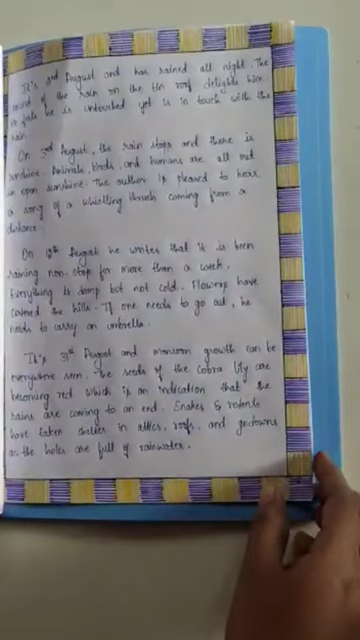 It's 2nd August and has rained all night. The
sound of the rain on the tin roof delights him.
he feels he is untouched yet is in touch with the
rain.
On 3rd August, the rain stops and there is
sunshine. Animals, birds, and humans are all out
in open sunshine. The author is pleased to hear
a song of a whistling thrush coming from a
distance.
On 12th August he writes that it is been
raining non-stop for more than a week.
Everything is damp but not cold. Flowers have
covered the hills. If one needs to go out, he
needs to carry an umbrella.
It's 31st August and monsoon growth can be
everywhere seen. The seeds of the Cobra lily are
becoming red which is an indication that the
rains are coming to an end. Snakes & rodents
have taken shelter in attics, roofs, and godowns
as the holes are full of rainwater.